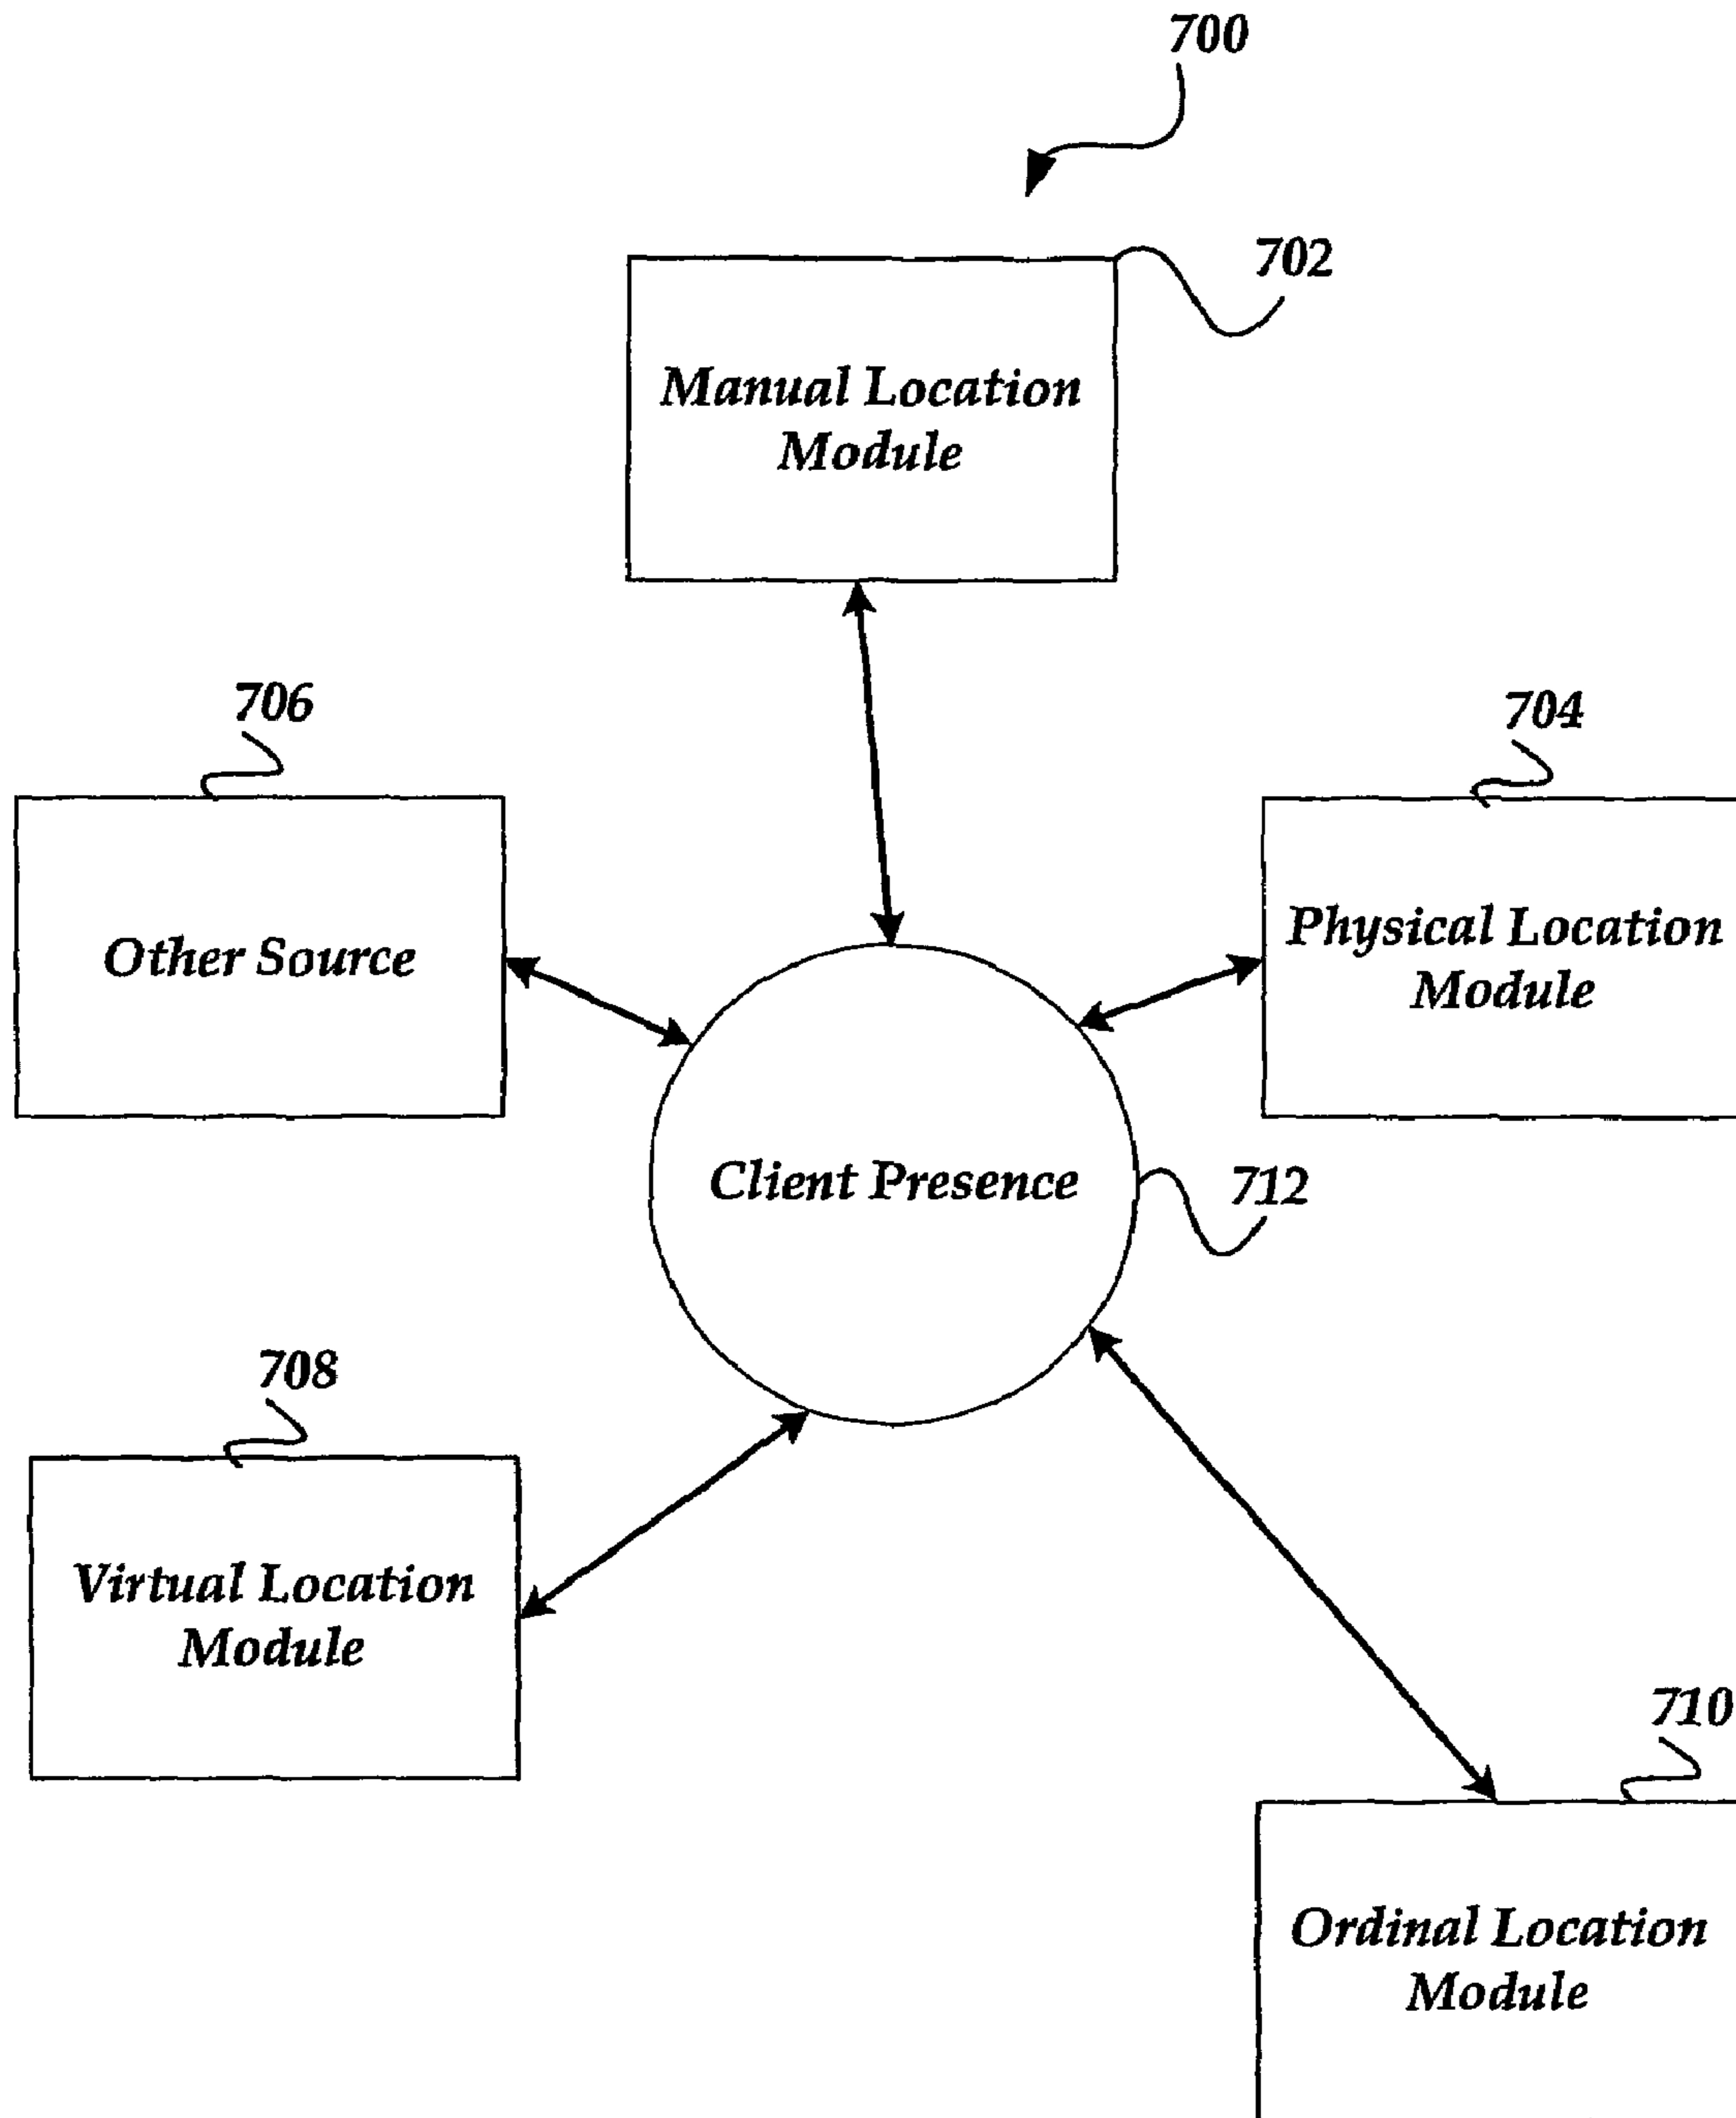 700
702
Manual Location
Module
706
704
Other Source
Physical Location
Module
Client Presence
712
708
Virtual Location
Module
710
Ordinal Location
Module